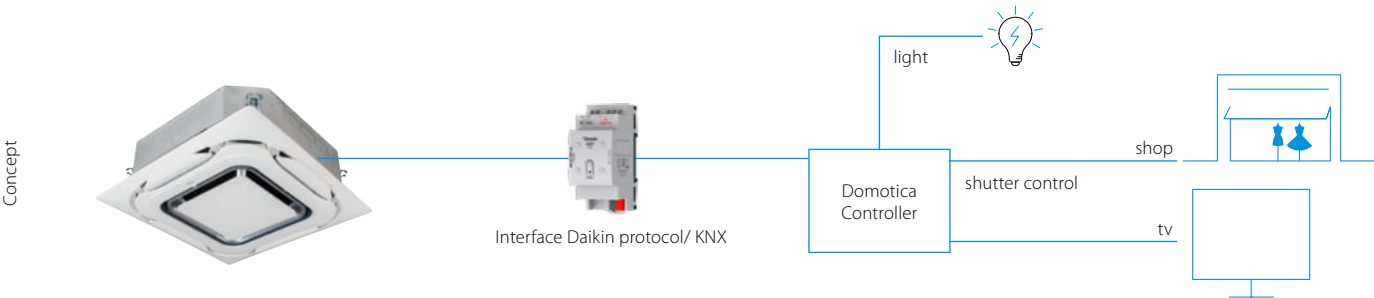 Concept
light
shop
shutter control
Domotica
Controller
tv
Interface Daikin protocol/ KNX